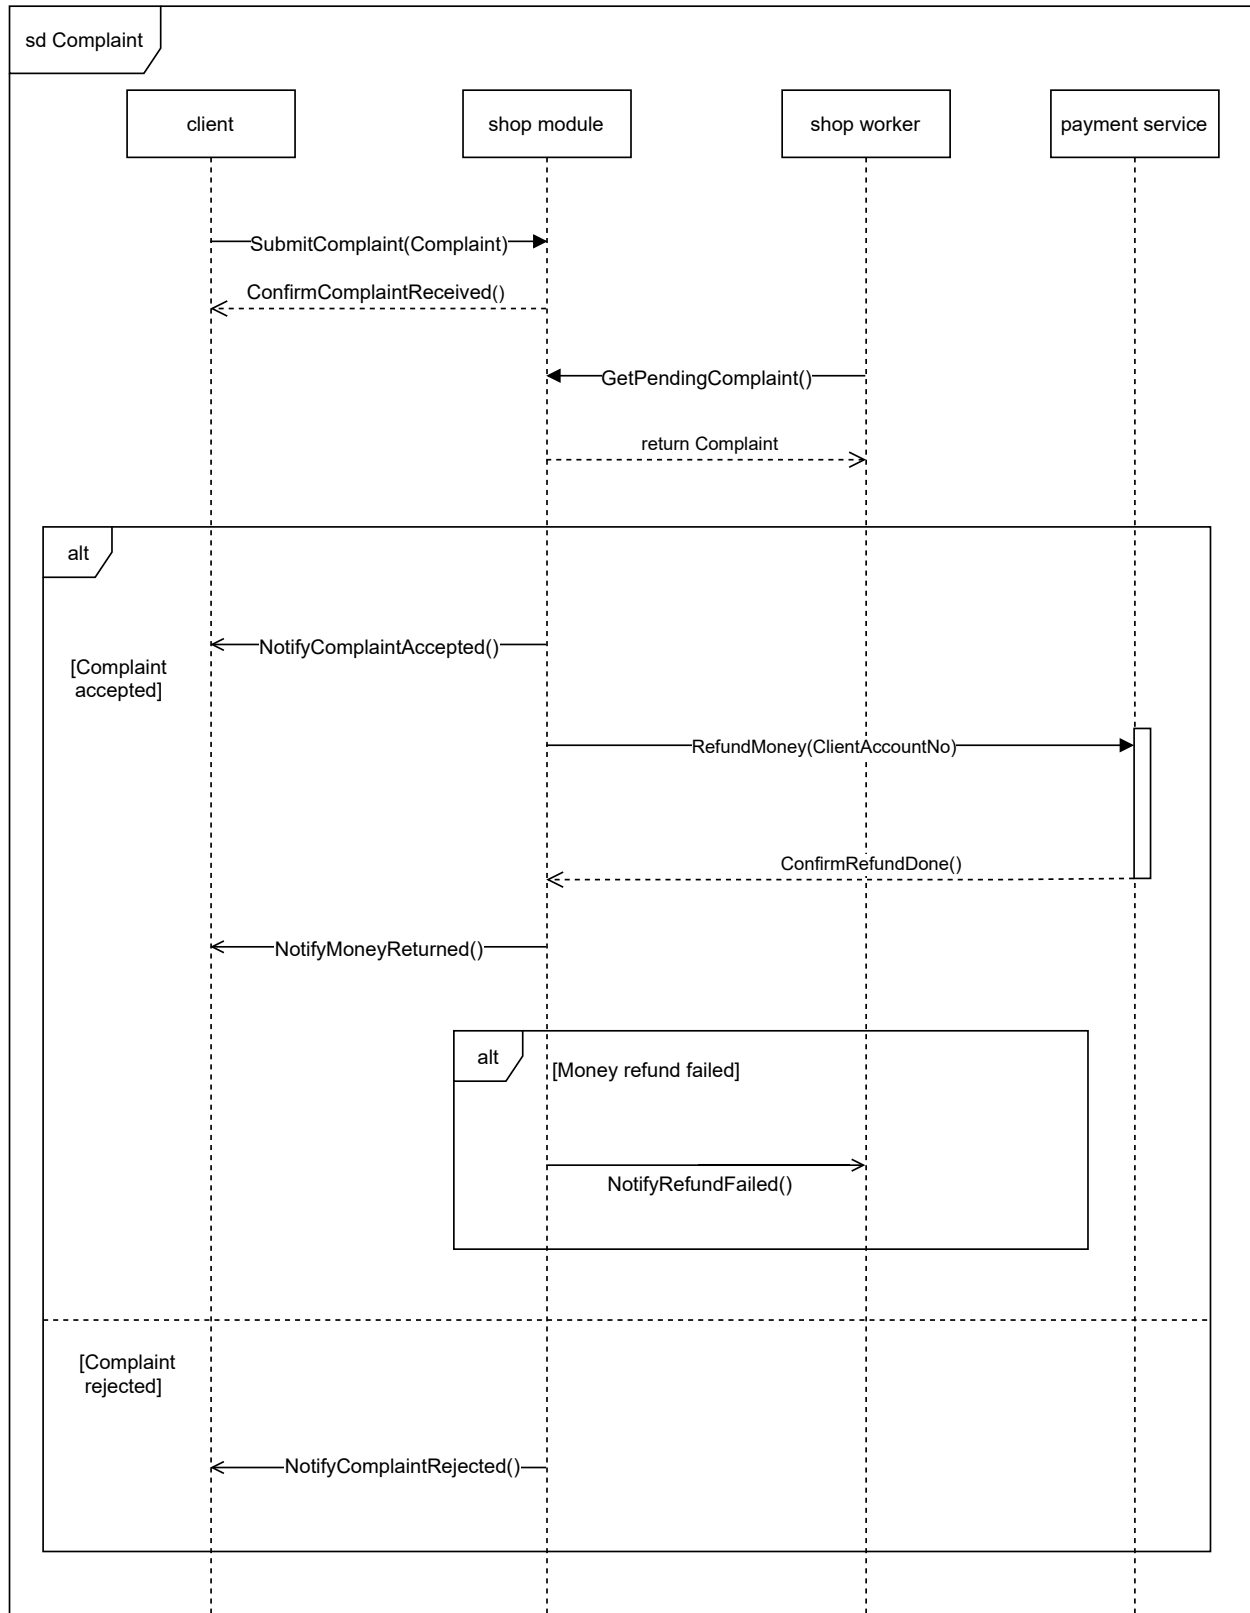 sd Complaint
client
shop module
shop worker
payment service
SubmitComplaint(Complaint)
ConfirmComplaintReceived()
GetPendingComplaint()
return Complaint
alt
NotifyComplaintAccepted()
[Complaint
accepted]
RefundMoney(ClientAccountNo)
ConfirmRefundDone()
NotifyMoneyReturned()
alt
[Money refund failed]
NotifyRefundFailed()
[Complaint
rejected]
NotifyComplaintRejected()